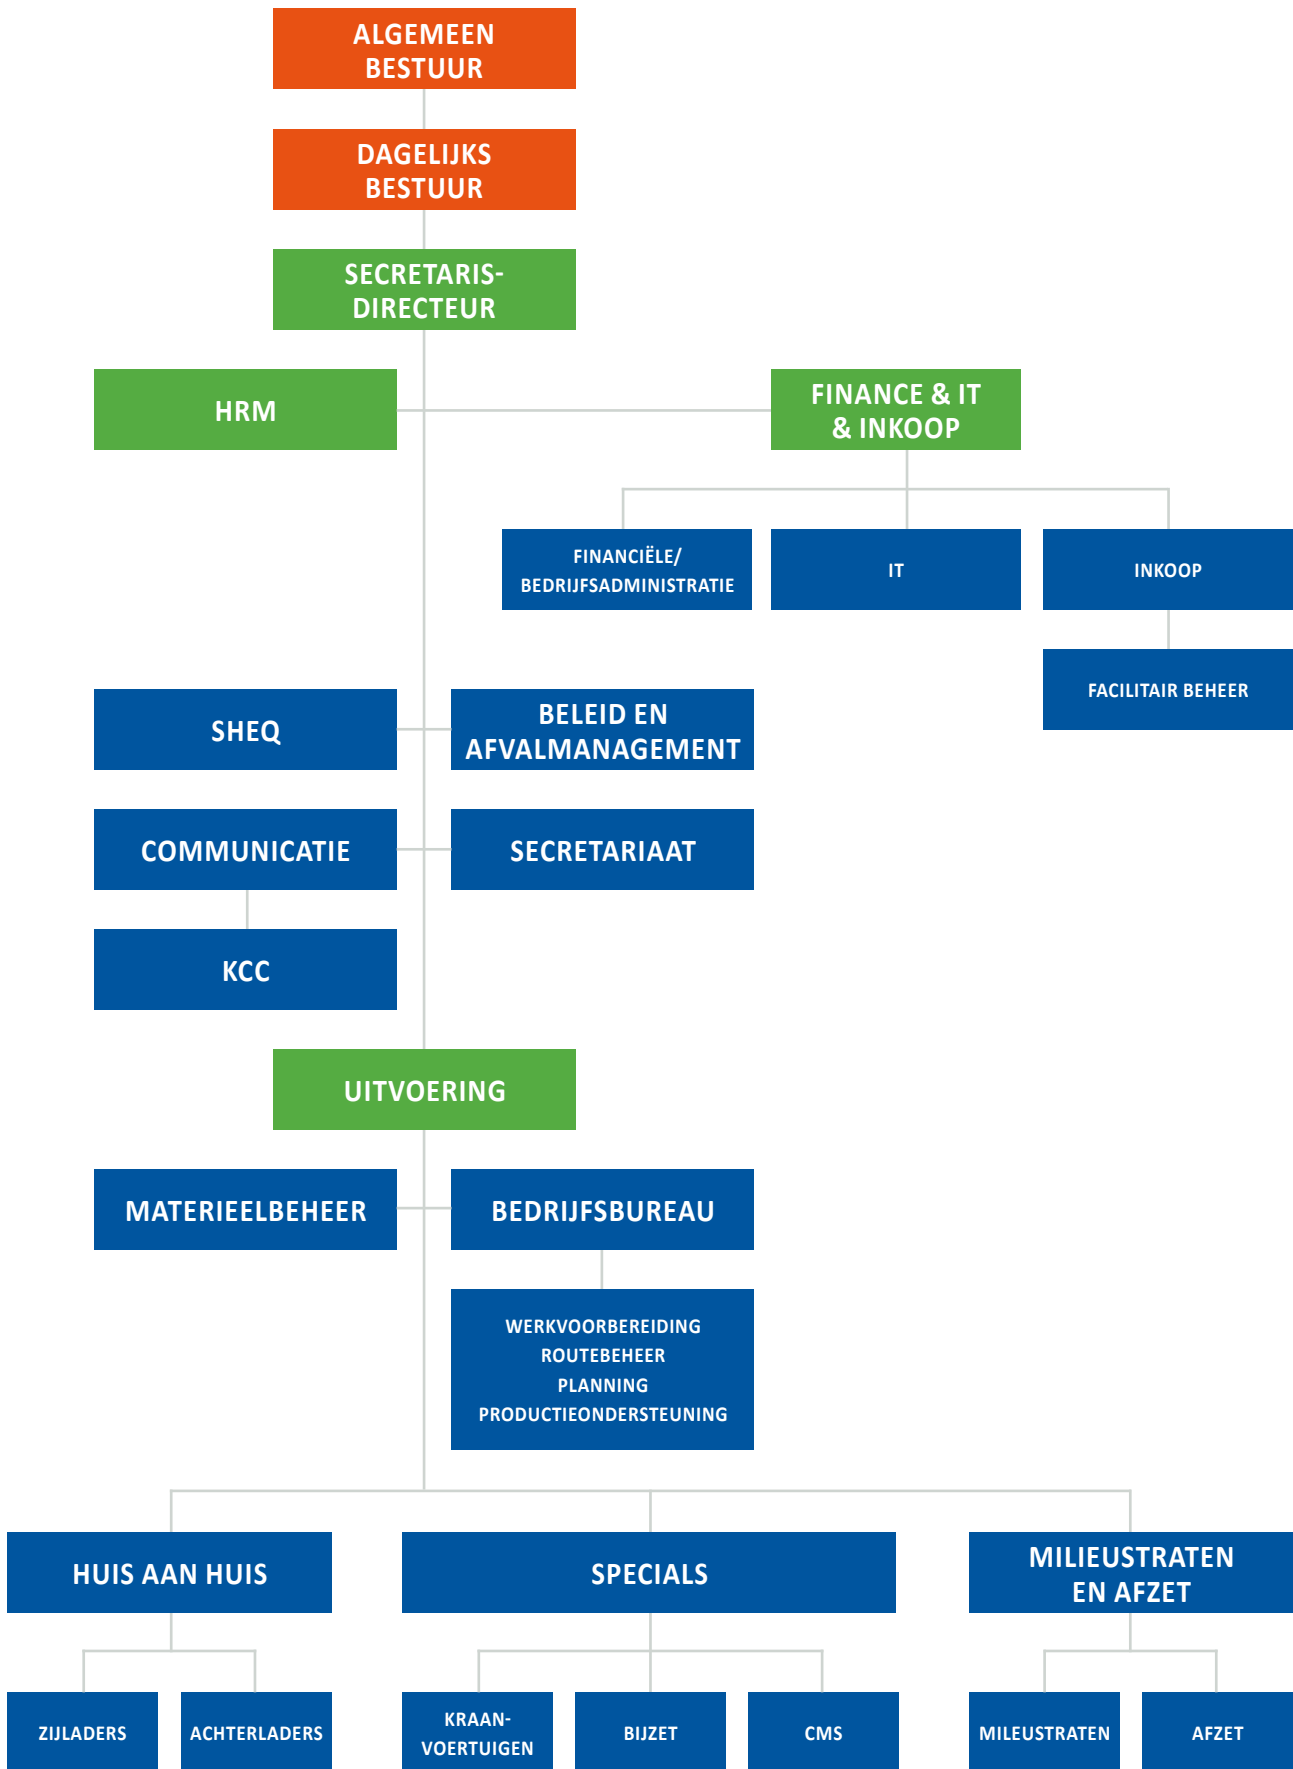 ALGEMEEN
BESTUUR
DAGELIJKS
BESTUUR
SECRETARIS-
DIRECTEUR
HRM
FINANCE & IT
& INKOOP
FINANCIËLE/
BEDRIJFSADMINISTRATIE
IT
INKOOP
FACILITAIR BEHEER
SHEQ
BELEID EN
AFVALMANAGEMENT
COMMUNICATIE
SECRETARIAAT
KCC
UITVOERING
MATERIEELBEHEER
BEDRIJFSBUREAU
WERKVOORBEREIDING
ROUTEBEHEER
PLANNING
PRODUCTIEONDERSTEUNING
HUIS AAN HUIS
SPECIALS
MILIEUSTRATEN
EN AFZET
ZIJLADERS
ACHTERLADERS
KRAAN-
VOERTUIGEN
BIJZET
CMS
MILEUSTRATEN
AFZET